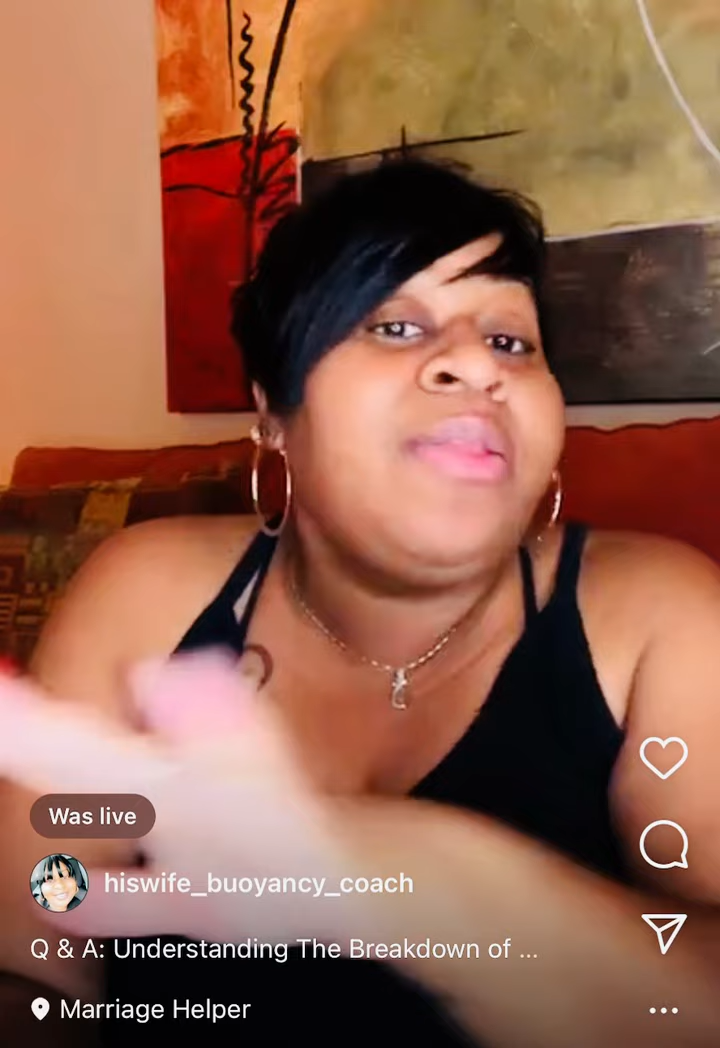 Was live
hiswife_buoyancy_coach
Q & A: Understanding The Breakdown of ...
Marriage Helper